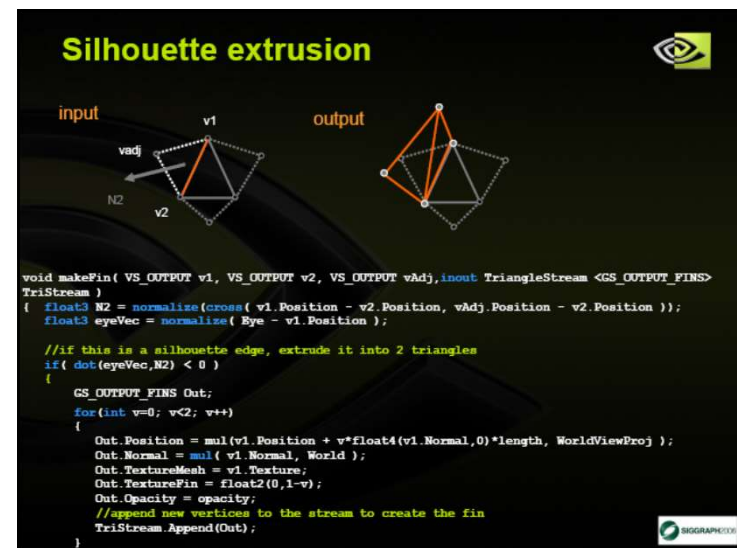 Silhouette extrusion
input
output
v1
vadj
N2
v2
void makeFin( VS_OUTPUT v1, VS_OUTPUT v2, VS_OUTPUT vAdj,inout TriangleStream <GS_OUTPUT_FINS>
TriStream )
{ float3 N2 = normalize(cross( v1.Position - v2.Position, vAdj.Position - v2.Position ));
float3 eyeVec = normalize( Eye - v1.Position );
//if this is a silhouette edge, extrude it into 2 triangles
if( dot(eyeVec,N2) < 0 )
{
GS_OUTPUT_FINS Out;
for(int v=0; v<2; v++)
{
Out.Position = mul(v1.Position + v*float4(v1.Normal,0)*length, WorldViewProj );
Out.Normal = mul( v1.Normal, World );
Out.TextureMesh = v1.Texture;
Out.TextureFin = float2(0,1-v);
Out.Opacity = opacity;
//append new vertices to the stream to create the fin
TriStream.Append(Out);
}
SIGGRAPH2006